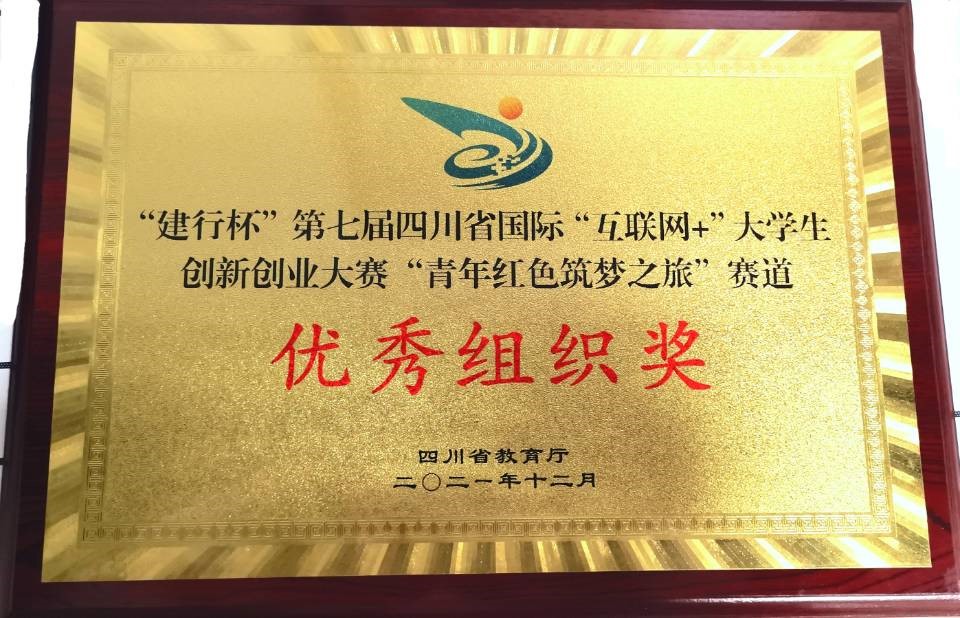 “建行杯”第七届四川省国际“互联网+”大学生
创新创业大赛“青年红色筑梦之旅”赛道
优秀组织奖
四川省教育厅
二〇二一年十二月